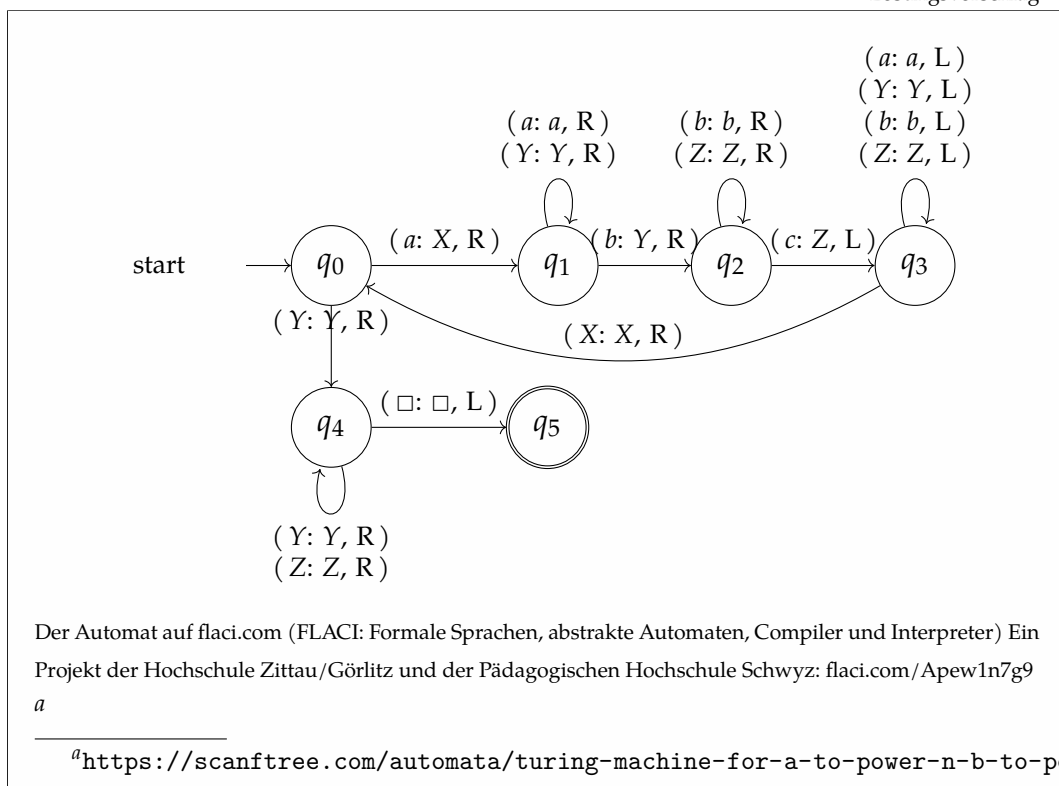 ( a: a, L )
( Y: Y, L )
( a: a, R ) ( b: b, R ) ( b: b, L )
( Y: Y, R ) ( Z: Z, R ) ( Z: Z, L )
start q0 ( a: X, R ) q1 ( b: Y, R ) q2 ( c: Z, L ) q3
( Y: Y, R ) ( X: X, R )
q4 ( □: □, L ) q5
( Y: Y, R )
( Z: Z, R )
Der Automat auf flaci.com (FLACI: Formale Sprachen, abstrakte Automaten, Compiler und Interpreter) Ein
Projekt der Hochschule Zittau/Görlitz und der Pädagogischen Hochschule Schwyz: flaci.com/Apew1n7g9
a
a https://scanftree.com/automata/turing-machine-for-a-to-power-n-b-to-p